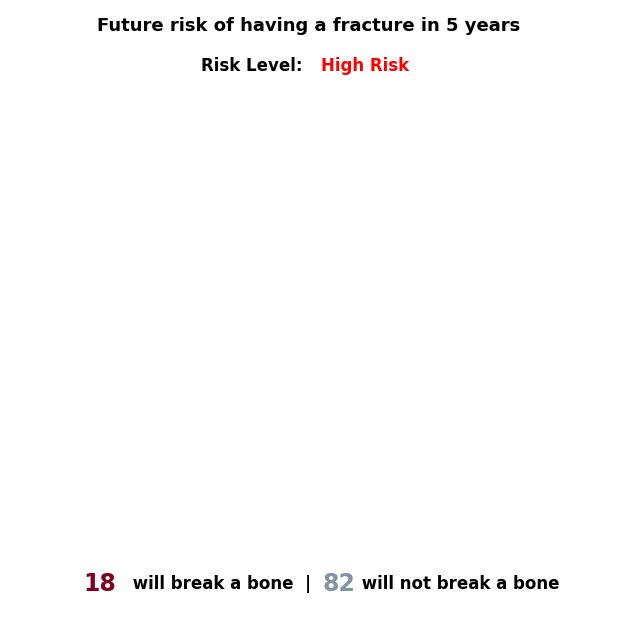 Future risk of having a fracture in 5 years
Risk Level: High Risk
18 will break a bone | 82 will not break a bone